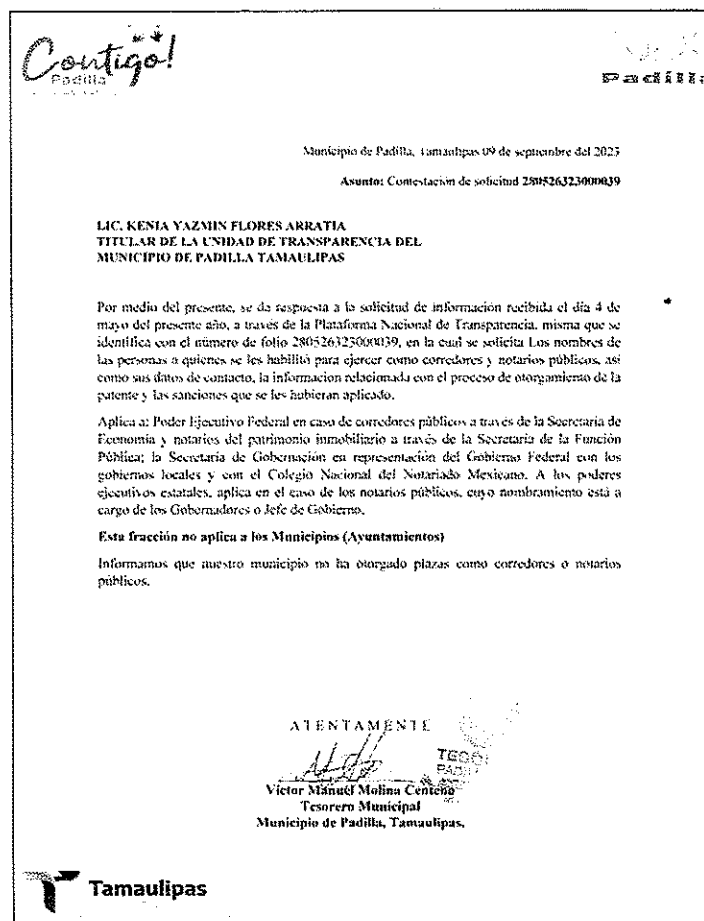 Contigo!
Padilla
Padilla
Municipio de Padilla, Tamaulipas 09 de septiembre del 2023
Asunto: Contestación de solicitud 280526323000039
LIC. KENIA YAZMIN FLORES ARRATIA
TITULAR DE LA UNIDAD DE TRANSPARENCIA DEL
MUNICIPIO DE PADILLA TAMAULIPAS
Por medio del presente, se da respuesta a la solicitud de información recibida el día 4 de
mayo del presente año, a través de la Plataforma Nacional de Transparencia, misma que se
identifica con el número de folio 280526323000039, en la cual se solicita Los nombres de
las personas a quienes se les habilitó para ejercer como corredores y notarios públicos, así
como sus datos de contacto, la información relacionada con el proceso de otorgamiento de la
patente y las sanciones que se les hubieran aplicado.
Aplica a: Poder Ejecutivo Federal en caso de corredores públicos a través de la Secretaría de
Economía y notarios del patrimonio inmobiliario a través de la Secretaría de la Función
Pública; la Secretaría de Gobernación en representación del Gobierno Federal con los
gobiernos locales y con el Colegio Nacional del Notariado Mexicano. A los poderes
ejecutivos estatales, aplica en el caso de los notarios públicos, cuyo nombramiento está a
cargo de los Gobernadores o Jefe de Gobierno.
Esta fracción no aplica a los Municipios (Ayuntamientos)
Informamos que nuestro municipio no ha otorgado plazas como corredores o notarios
públicos.
ATENTAMENTE
Víctor Manuel Molina Centeno
Tesorero Municipal
Municipio de Padilla, Tamaulipas.
Tamaulipas